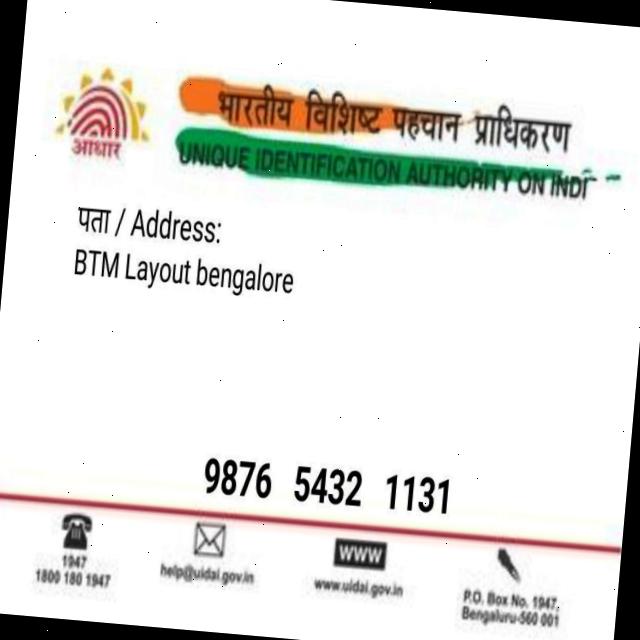 भारतीय विशिष्ट पहचान प्राधिकरण
UNIQUE IDENTIFICATION AUTHORITY ON INDI
आधार
पता / Address:
BTM Layout bengalore
9876 5432 1131
1947
1800 180 1947
help@uidai.gov.in
www
www.uidai.gov.in
P.O. Box No. 1947,
Bengaluru-560 001